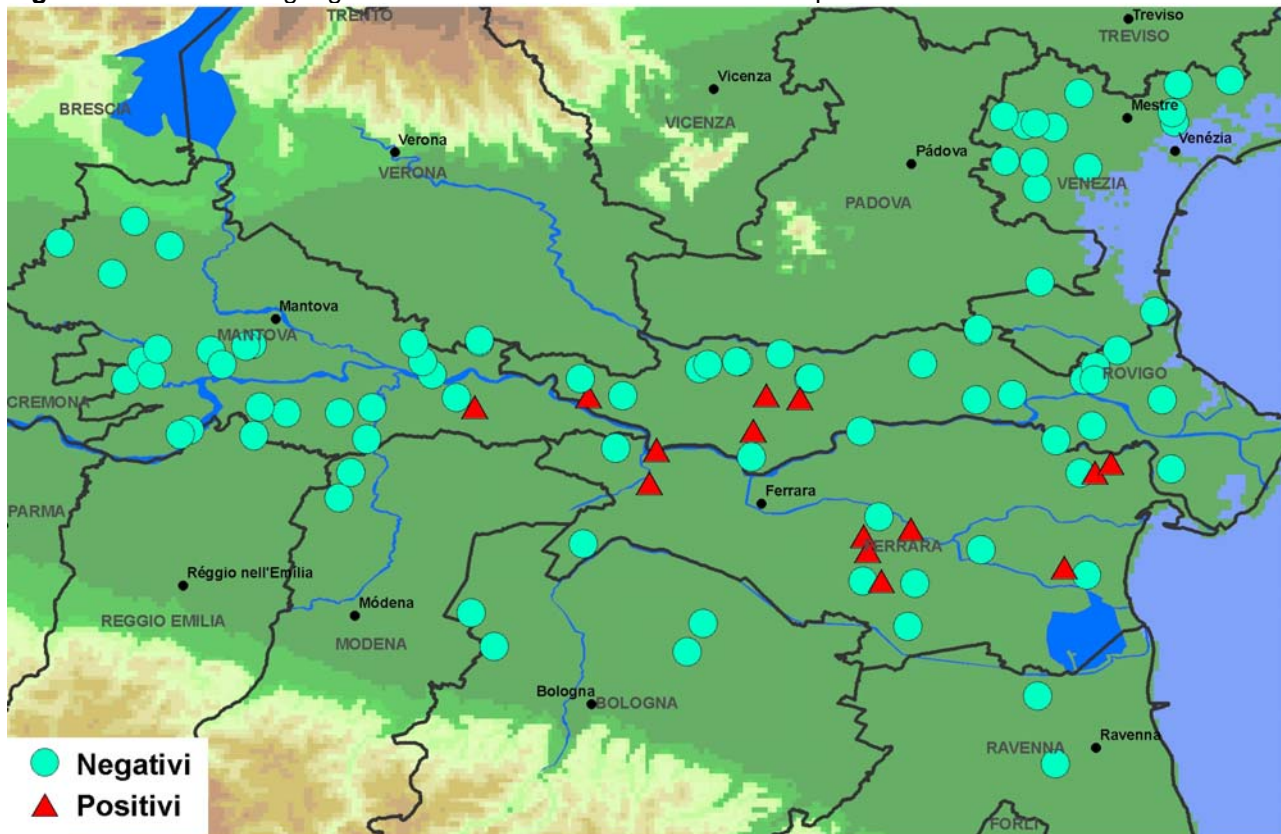 TRENTO
Treviso
TREVISO
BRESCIA
Vicenza
VICENZA
Mestre
Verona
VERONA
Venézia
Pádova
VENEZIA
PADOVA
Mantova
MANTOVA
ROVIGO
CREMONA
Ferrara
FERRARA
PARMA
Réggio nell'Emilia
REGGIO EMILIA
Módena
MODENA
Bologna
BOLOGNA
RAVENNA
Ravenna
FORLI
Negativi
Positivi